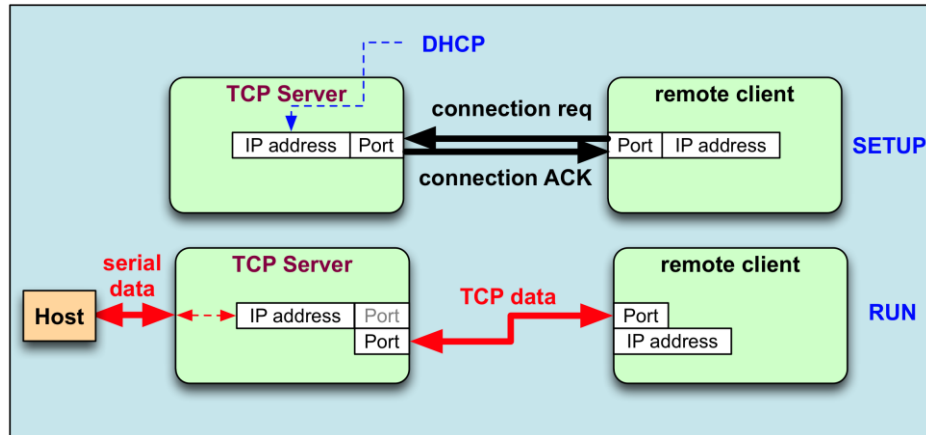 DHCP
TCP Server
remote client
connection req
IP address Port
Port IP address
SETUP
connection ACK
serial
data
TCP Server
remote client
TCP data
Host
IP address Port
Port
Port
IP address
RUN